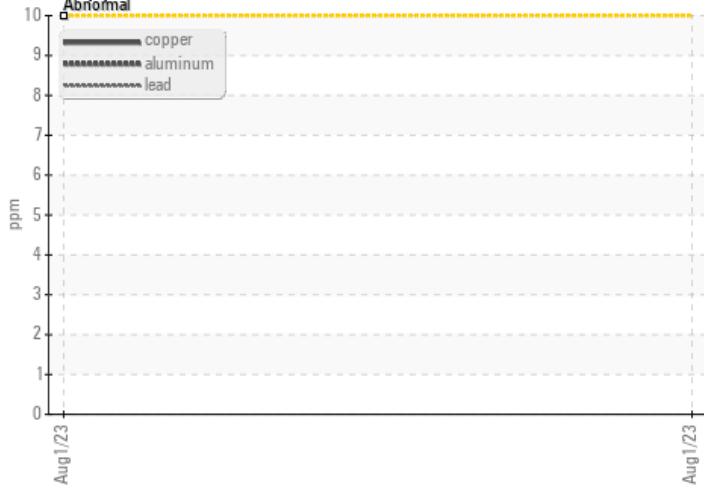 Abnormal
10
copper
aluminum
lead
9
8
7
6
5
4
3
2
1
0
ppm
Aug1/23
Aug1/23